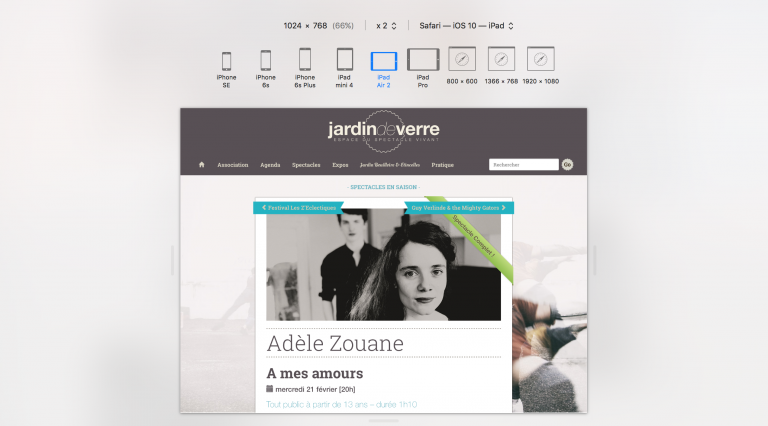 1024 × 768 (66%) x 2 Safari — iOS 10 — iPad
iPhone SE
iPhone 6s
iPhone 6s Plus
iPad mini 4
iPad Air 2
iPad Pro
800 × 600
1366 × 768
1920 × 1080
jardindeverre
ESPACE DU SPECTACLE VIVANT
Association Agenda Spectacles Expos Jardin Bouillons & Etincelles Pratique Rechercher Go
- SPECTACLES EN SAISON -
Festival Les Z'Eclectiques
Guy Verlinde & the Mighty Gators
Spectacle Complet !
Adèle Zouane
A mes amours
mercredi 21 février [20h]
Tout public à partir de 13 ans – durée 1h10